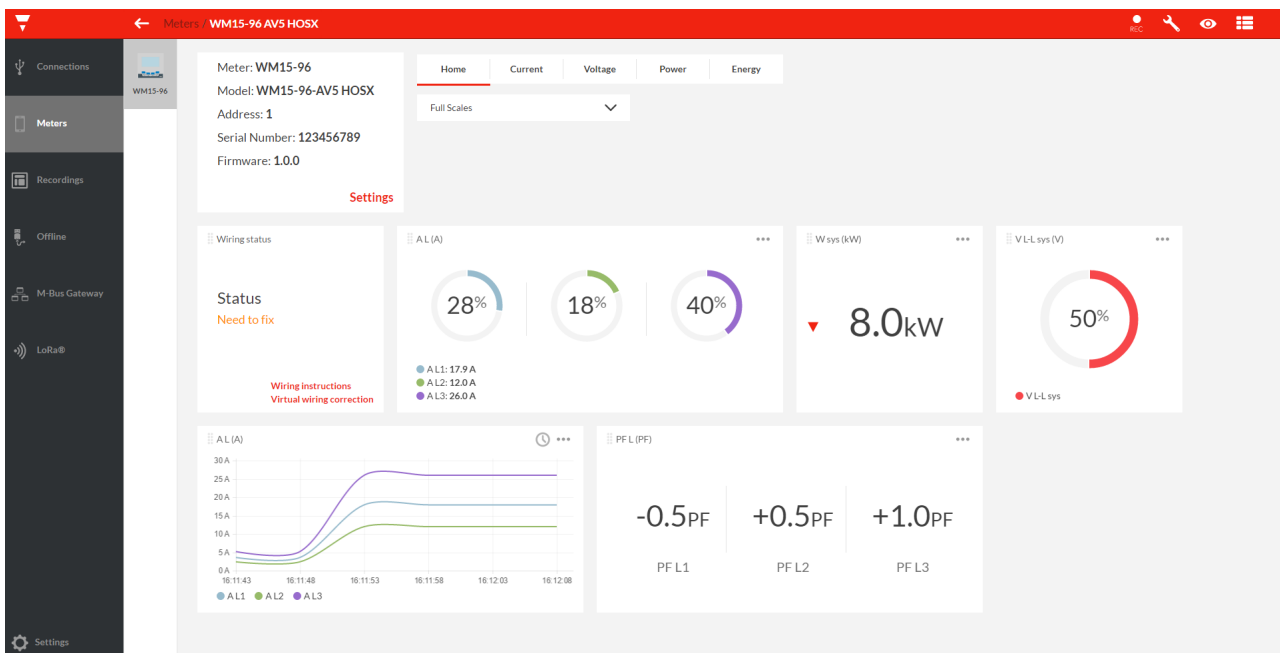 Meters / WM15-96 AV5 HOSX
REC
Connections
Meters
Recordings
Offline
M-Bus Gateway
LoRa®
Settings
WM15-96
Meter: WM15-96
Model: WM15-96-AV5 HOSX
Address: 1
Serial Number: 123456789
Firmware: 1.0.0
Settings
Home Current Voltage Power Energy
Full Scales
Wiring status
Status
Need to fix
Wiring instructions
Virtual wiring correction
A L (A)
28% 18% 40%
A L1: 17.9 A
A L2: 12.0 A
A L3: 26.0 A
W sys (kW)
8.0kW
V L-L sys (V)
50%
V L-L sys
A L (A)
30 A
25 A
20 A
15 A
10 A
5 A
0 A
16:11:43 16:11:48 16:11:53 16:11:58 16:12:03 16:12:08
A L1 A L2 A L3
PF L (PF)
-0.5PF +0.5PF +1.0PF
PF L1 PF L2 PF L3